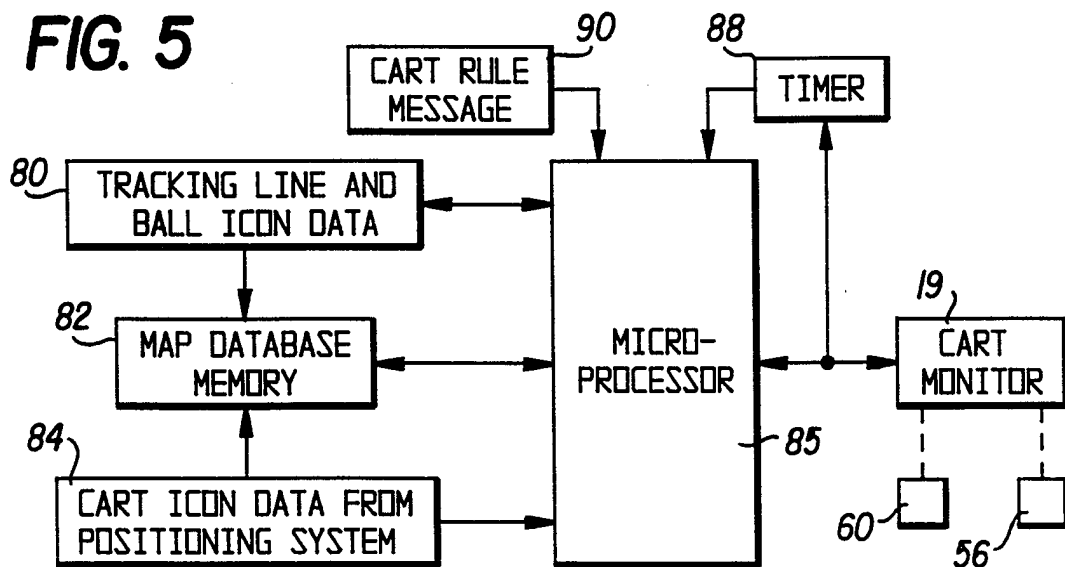 FIG. 5
90
CART RULE
MESSAGE
88
TIMER
80
TRACKING LINE AND
BALL ICON DATA
82
MAP DATABASE
MEMORY
84
CART ICON DATA FROM
POSITIONING SYSTEM
MICRO-
PROCESSOR
85
19
CART
MONITOR
60
56